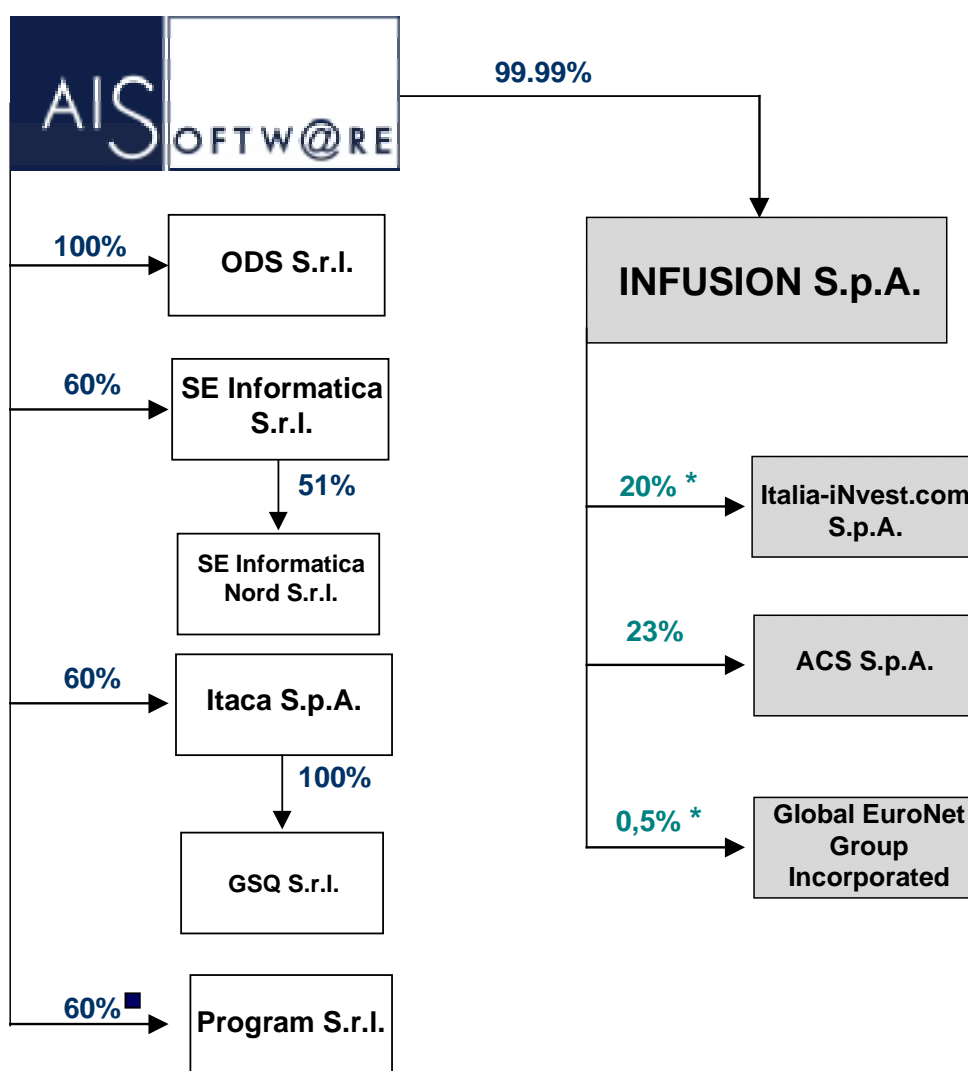 AISOFTW@RE
99.99%
100%
ODS S.r.l.
INFUSION S.p.A.
60%
SE Informatica
S.r.l.
51%
20% *
Italia-iNvest.com
S.p.A.
SE Informatica
Nord S.r.l.
23%
ACS S.p.A.
60%
Itaca S.p.A.
100%
0,5% *
Global EuroNet
Group
Incorporated
GSQ S.r.l.
60%■
Program S.r.l.